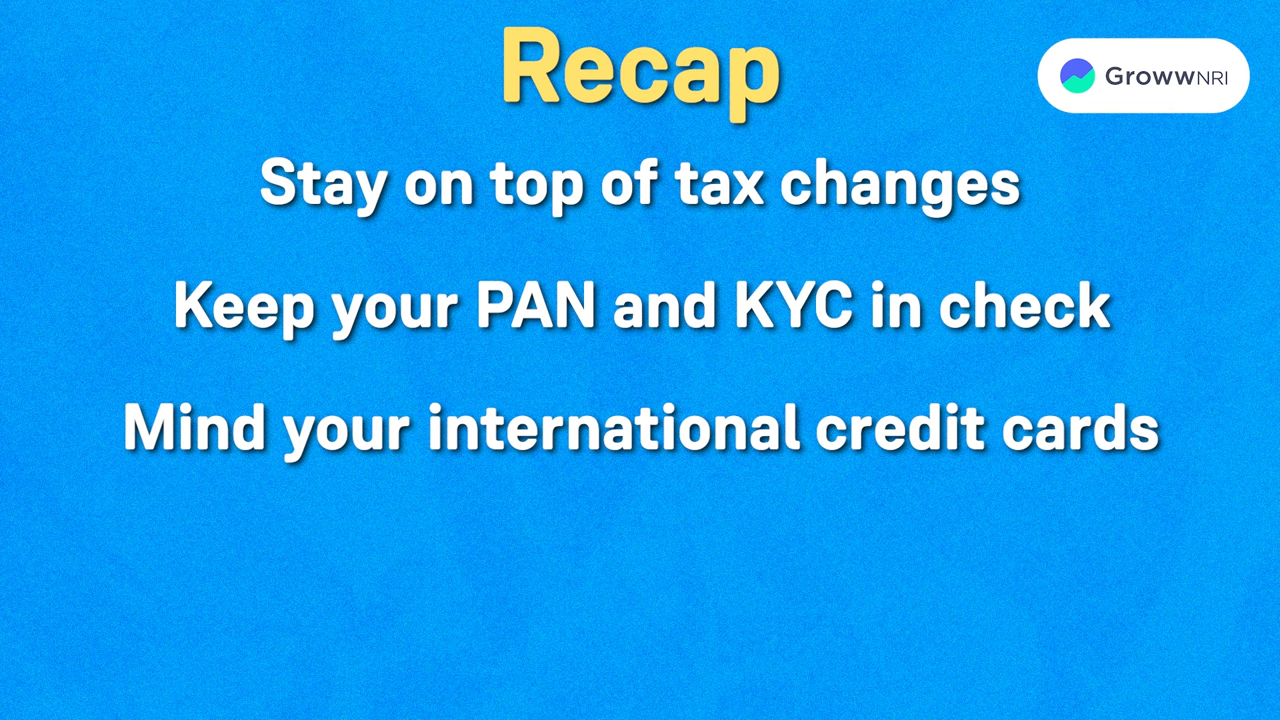 Recap
GrowwNRI
Stay on top of tax changes
Keep your PAN and KYC in check
Mind your international credit cards